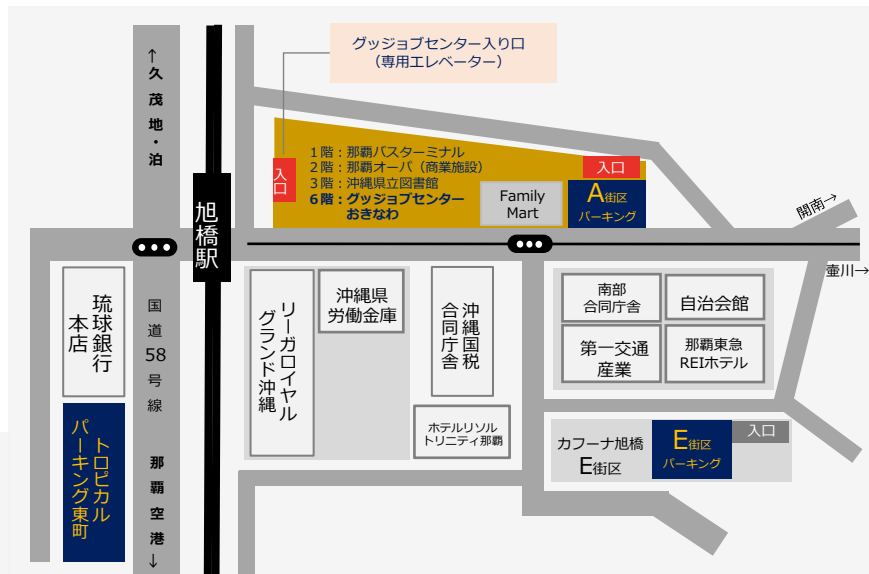 グッジョブセンター入り口
（専用エレベーター）
↑久茂地・泊
旭橋駅
入口
1階：那覇バスターミナル
2階：那覇オーパ（商業施設）
3階：沖縄県立図書館
6階：グッジョブセンター
おきなわ
Family
Mart
入口
A街区
パーキング
開南→
壷川→
琉球銀行
本店
国道58号線
那覇空港↓
トロピカル
パーキング東町
リーガロイヤル
グランド沖縄
沖縄県
労働金庫
沖縄国税
合同庁舎
ホテルリソル
トリニティ那覇
南部
合同庁舎
自治会館
第一交通
産業
那覇東急
REIホテル
カフーナ旭橋
E街区
E街区
パーキング
入口